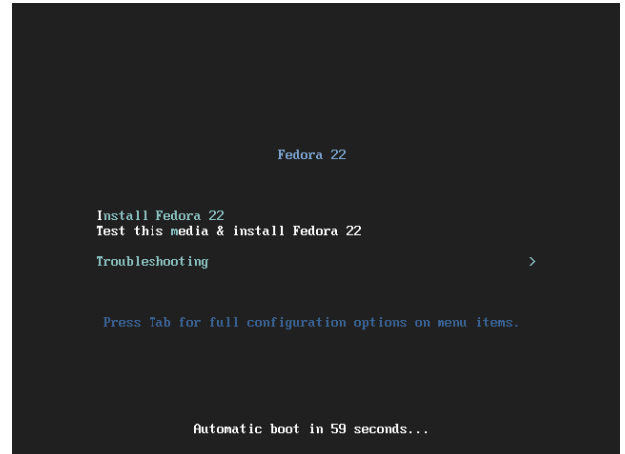 Fedora 22
Install Fedora 22
Test this media & install Fedora 22
Troubleshooting >
Press Tab for full configuration options on menu items.
Automatic boot in 59 seconds...